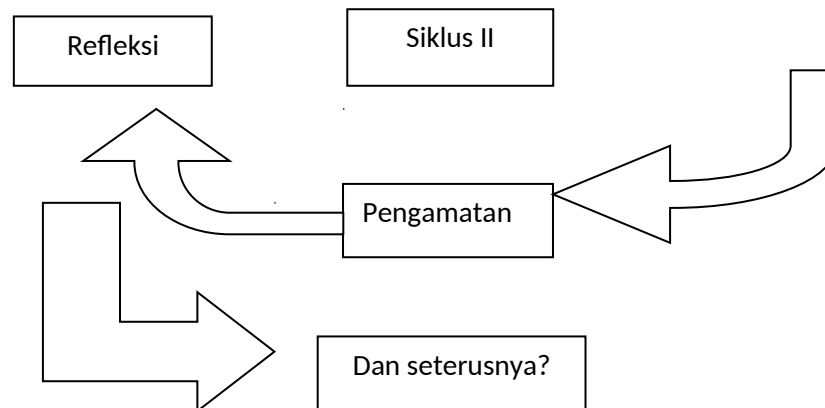 Refleksi
Siklus II
Pengamatan
Dan seterusnya?